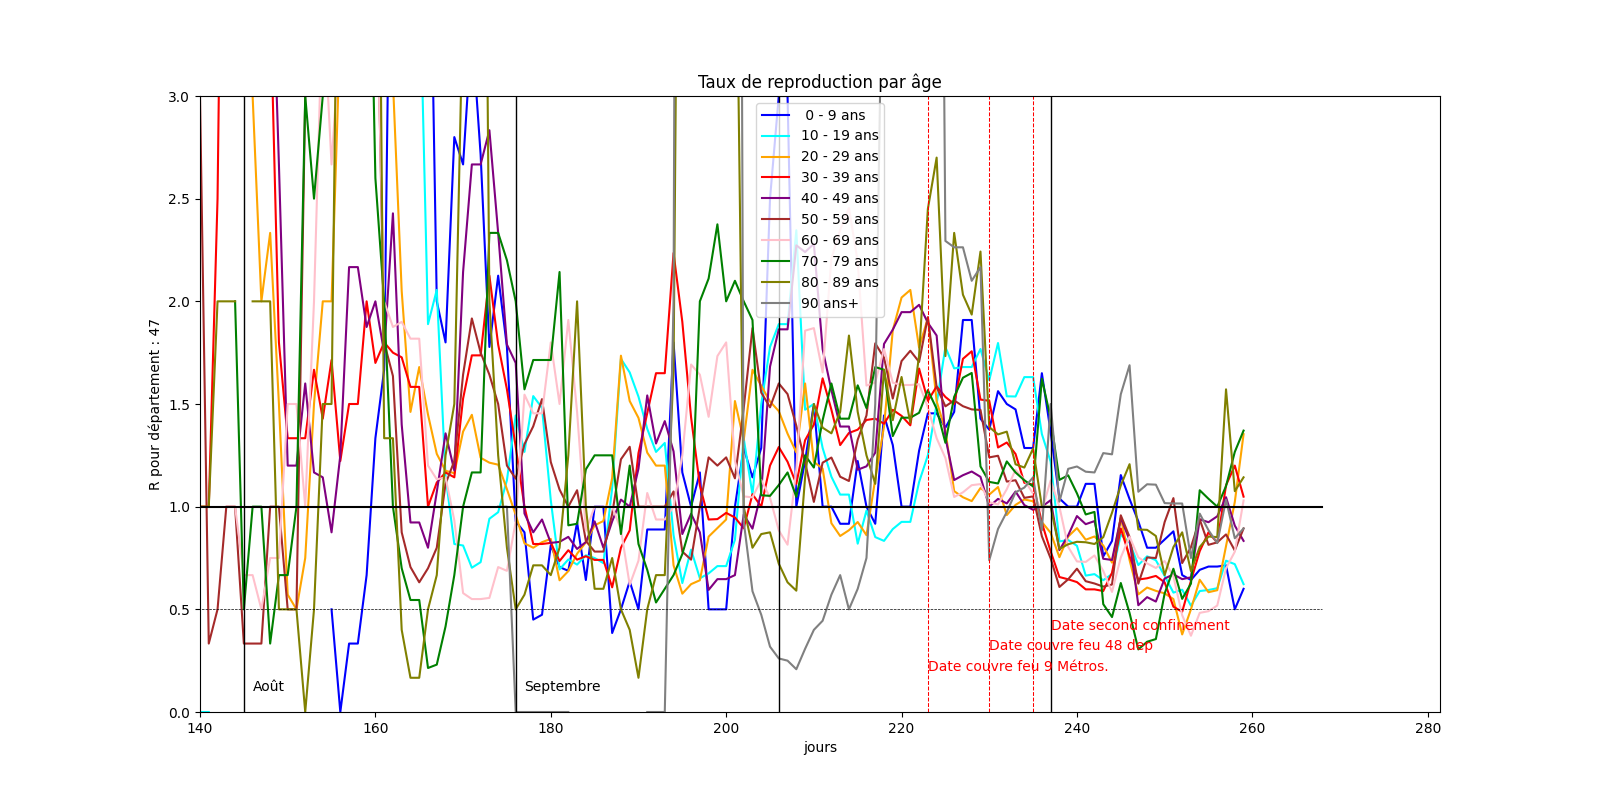 Taux de reproduction par âge
R pour département : 47
3.0
2.5
2.0
1.5
1.0
0.5
0.0
0 - 9 ans
10 - 19 ans
20 - 29 ans
30 - 39 ans
40 - 49 ans
50 - 59 ans
60 - 69 ans
70 - 79 ans
80 - 89 ans
90 ans+
Date second confinement
Date couvre feu 48 dep
Date couvre feu 9 Métros.
Août
Septembre
140
160
180
200
220
240
260
280
jours